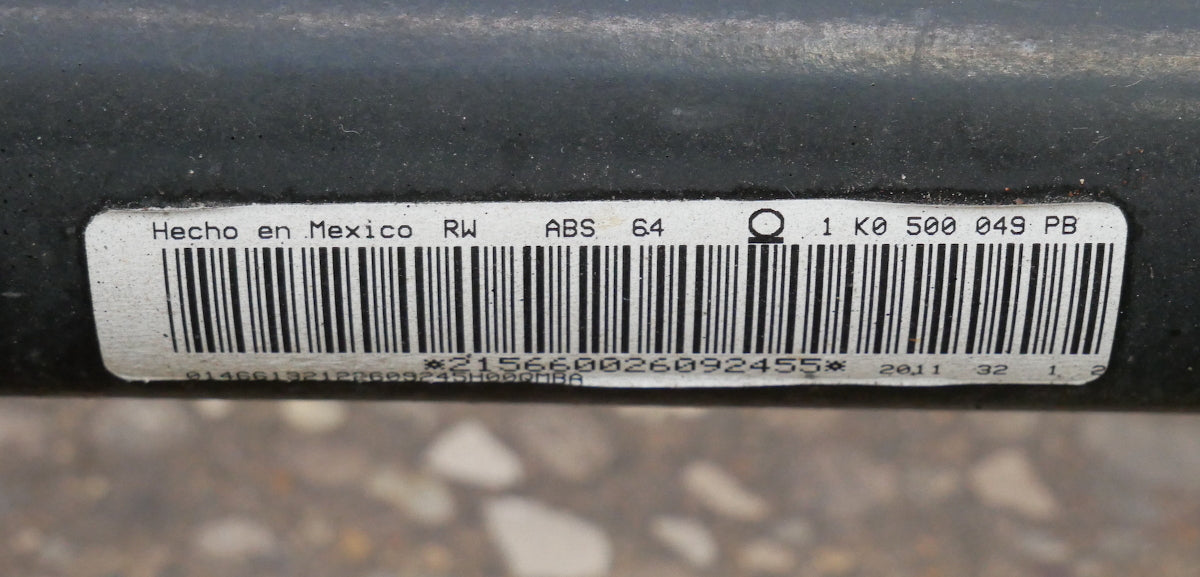 Hecho en Mexico RW ABS 64 O 1 K0 500 049 PB
*215660026092455* 2011 32 1 2